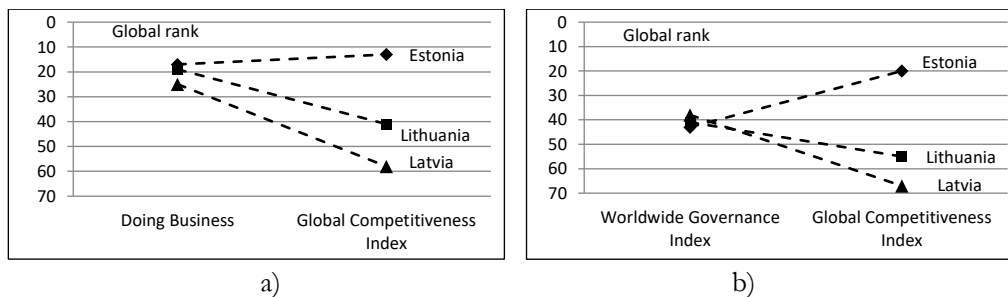 0
10
20
30
40
50
60
70
Global rank
Estonia
Lithuania
Latvia
Doing Business
Global Competitiveness
Index
a)
0
10
20
30
40
50
60
70
Global rank
Estonia
Lithuania
Latvia
Worldwide Governance
Index
Global Competitiveness
Index
b)